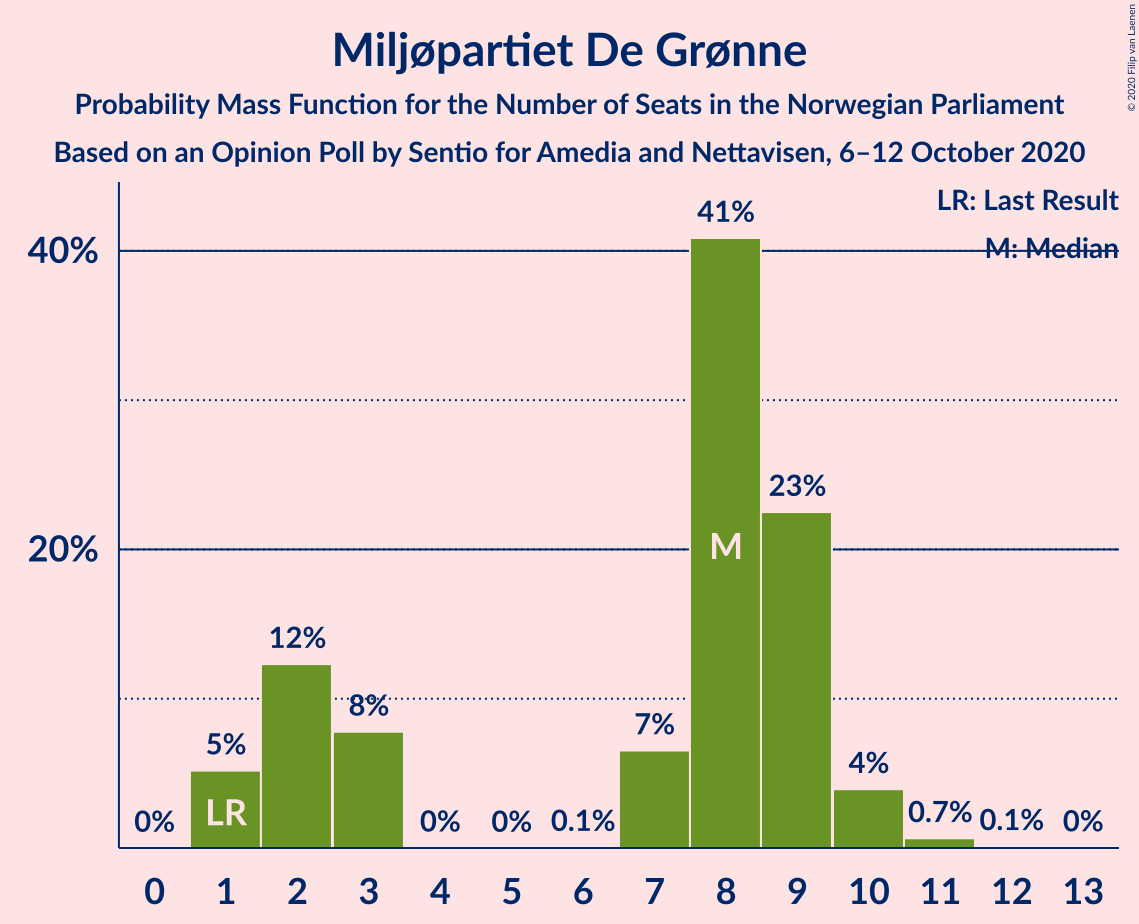 Miljøpartiet De Grønne
Probability Mass Function for the Number of Seats in the Norwegian Parliament
Based on an Opinion Poll by Sentio for Amedia and Nettavisen, 6–12 October 2020
© 2020 Filip van Laenen
LR: Last Result
M: Median
40%
20%
0%
5%
12%
8%
0%
0%
0.1%
7%
41%
23%
4%
0.7%
0.1%
0%
LR
M
0 1 2 3 4 5 6 7 8 9 10 11 12 13